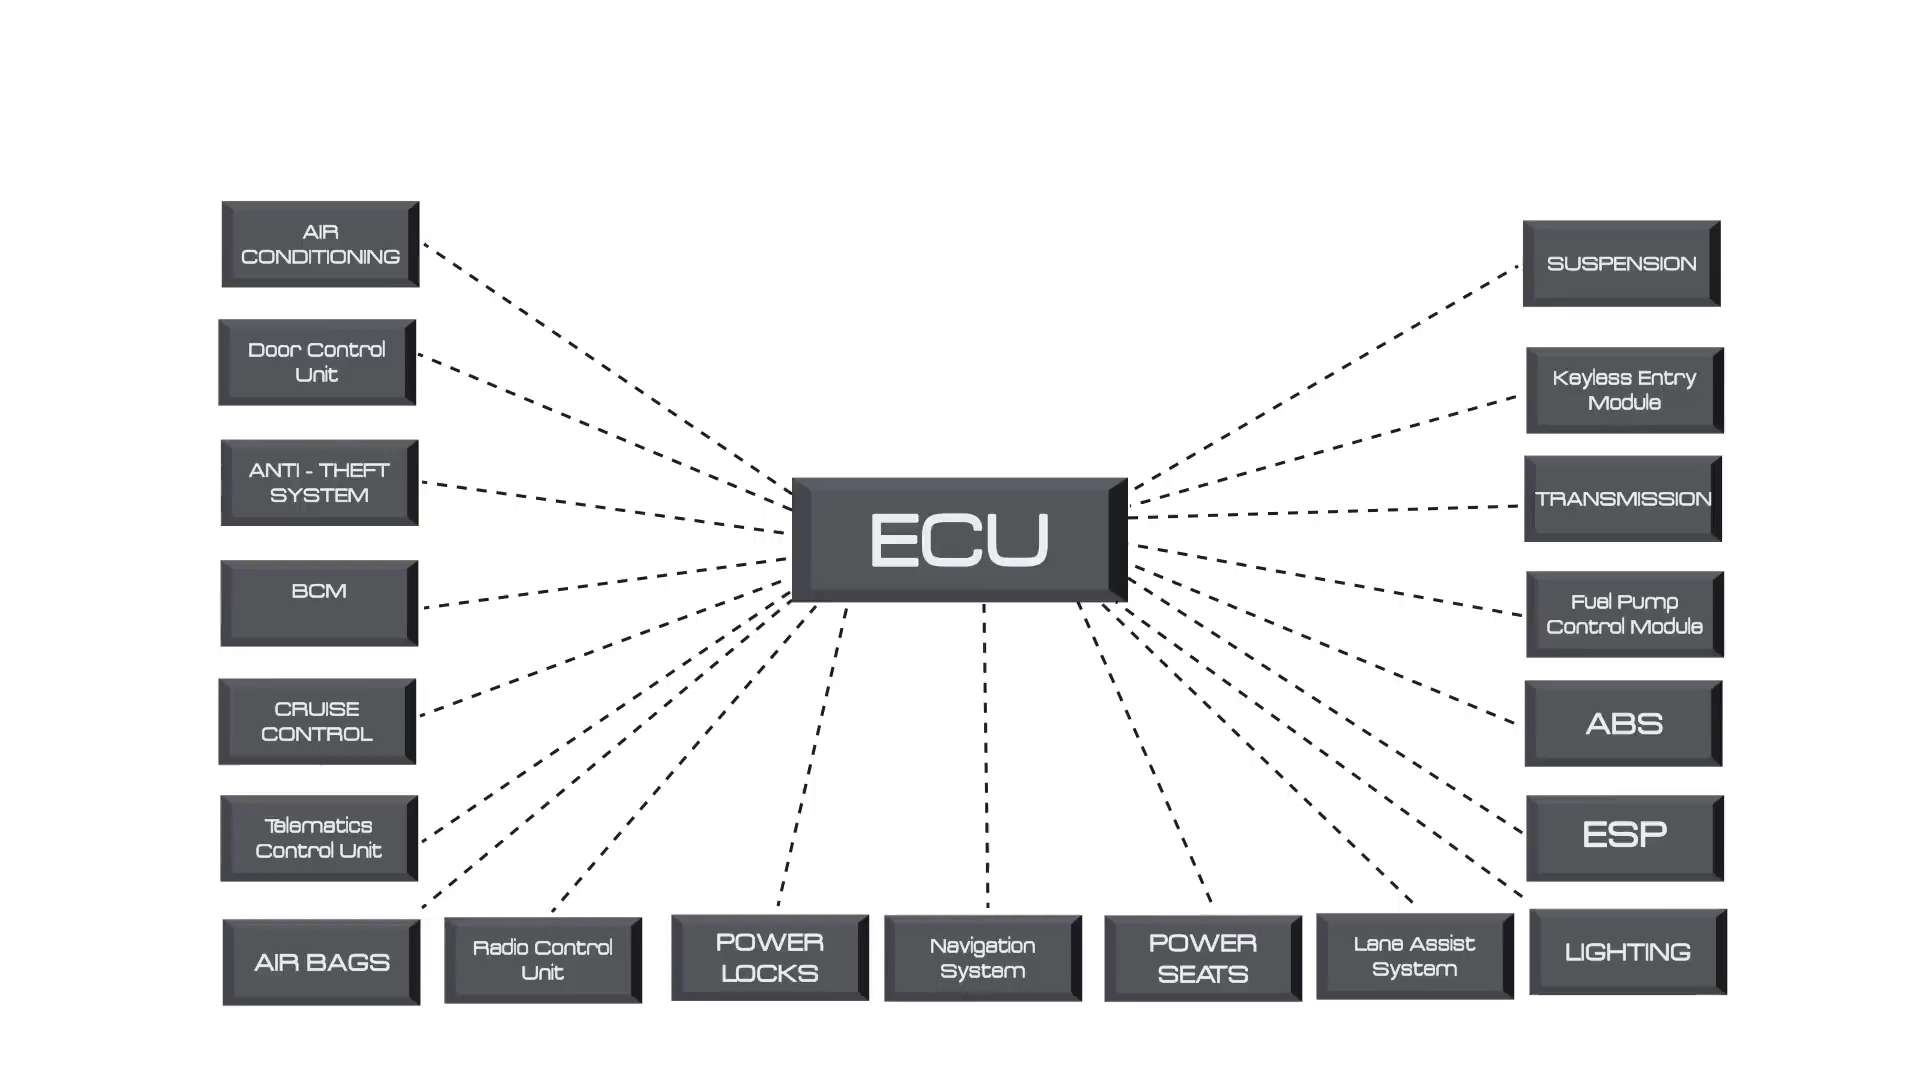 AIR
CONDITIONING
SUSPENSION
Door Control
Unit
Keyless Entry
Module
ANTI - THEFT
SYSTEM
TRANSMISSION
ECU
BCM
Fuel Pump
Control Module
CRUISE
CONTROL
ABS
Telematics
Control Unit
ESP
AIR BAGS
Radio Control
Unit
POWER
LOCKS
Navigation
System
POWER
SEATS
Lane Assist
System
LIGHTING